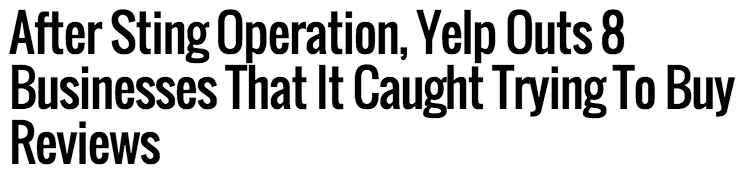 After Sting Operation, Yelp Outs 8
Businesses That It Caught Trying To Buy
Reviews